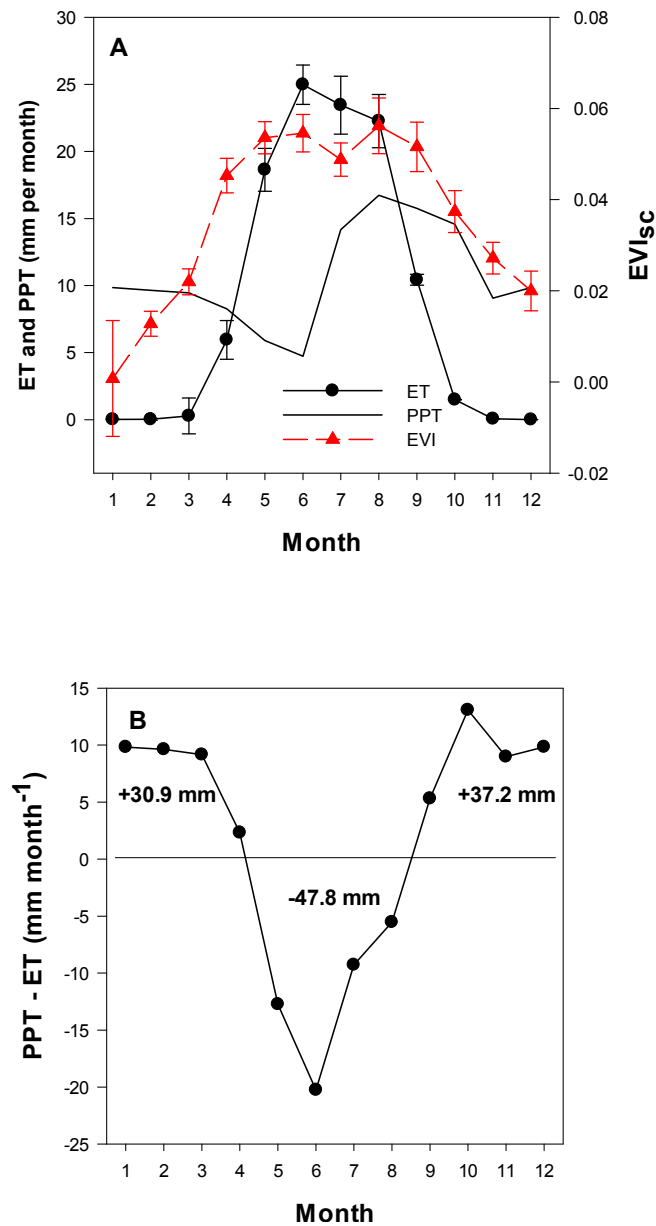 A
30
25
20
15
10
5
0
ET and PPT (mm per month)
0.08
0.06
0.04
0.02
0.00
-0.02
EVIsc
ET
PPT
EVI
1 2 3 4 5 6 7 8 9 10 11 12
Month
B
15
10
5
0
-5
-10
-15
-20
-25
PPT - ET (mm month-1)
+30.9 mm
+37.2 mm
-47.8 mm
1 2 3 4 5 6 7 8 9 10 11 12
Month